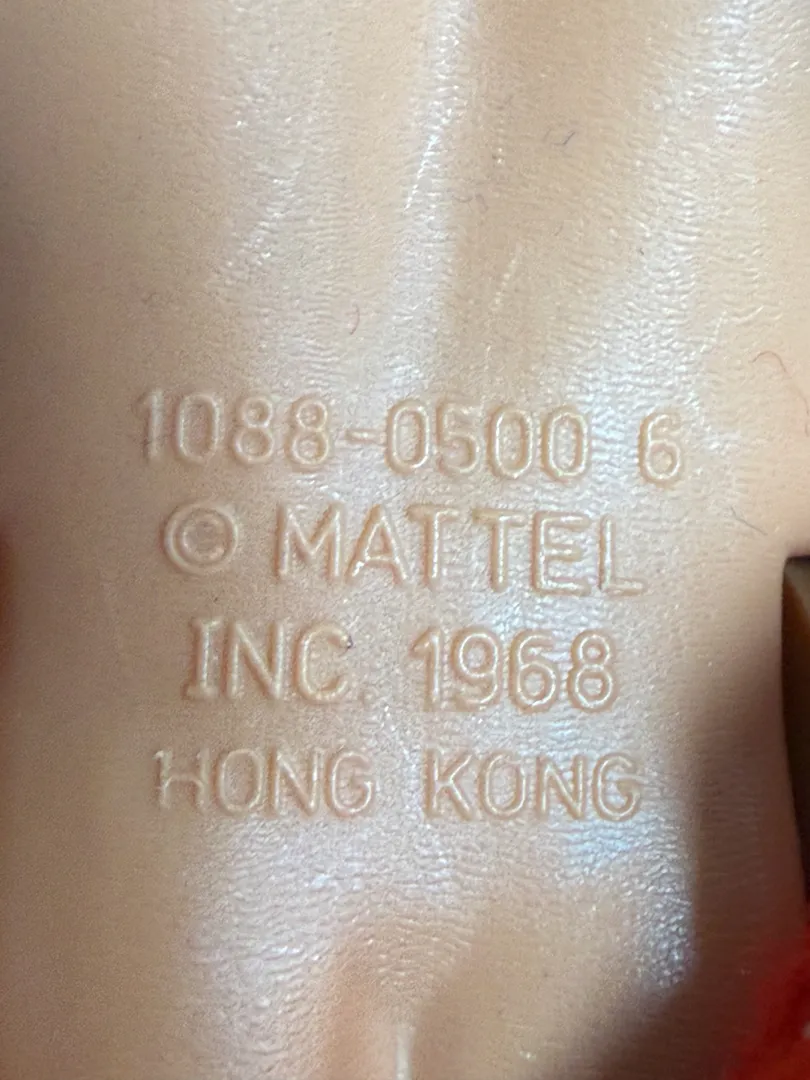 1088-0500 6
© MATTEL
INC. 1968
HONG KONG